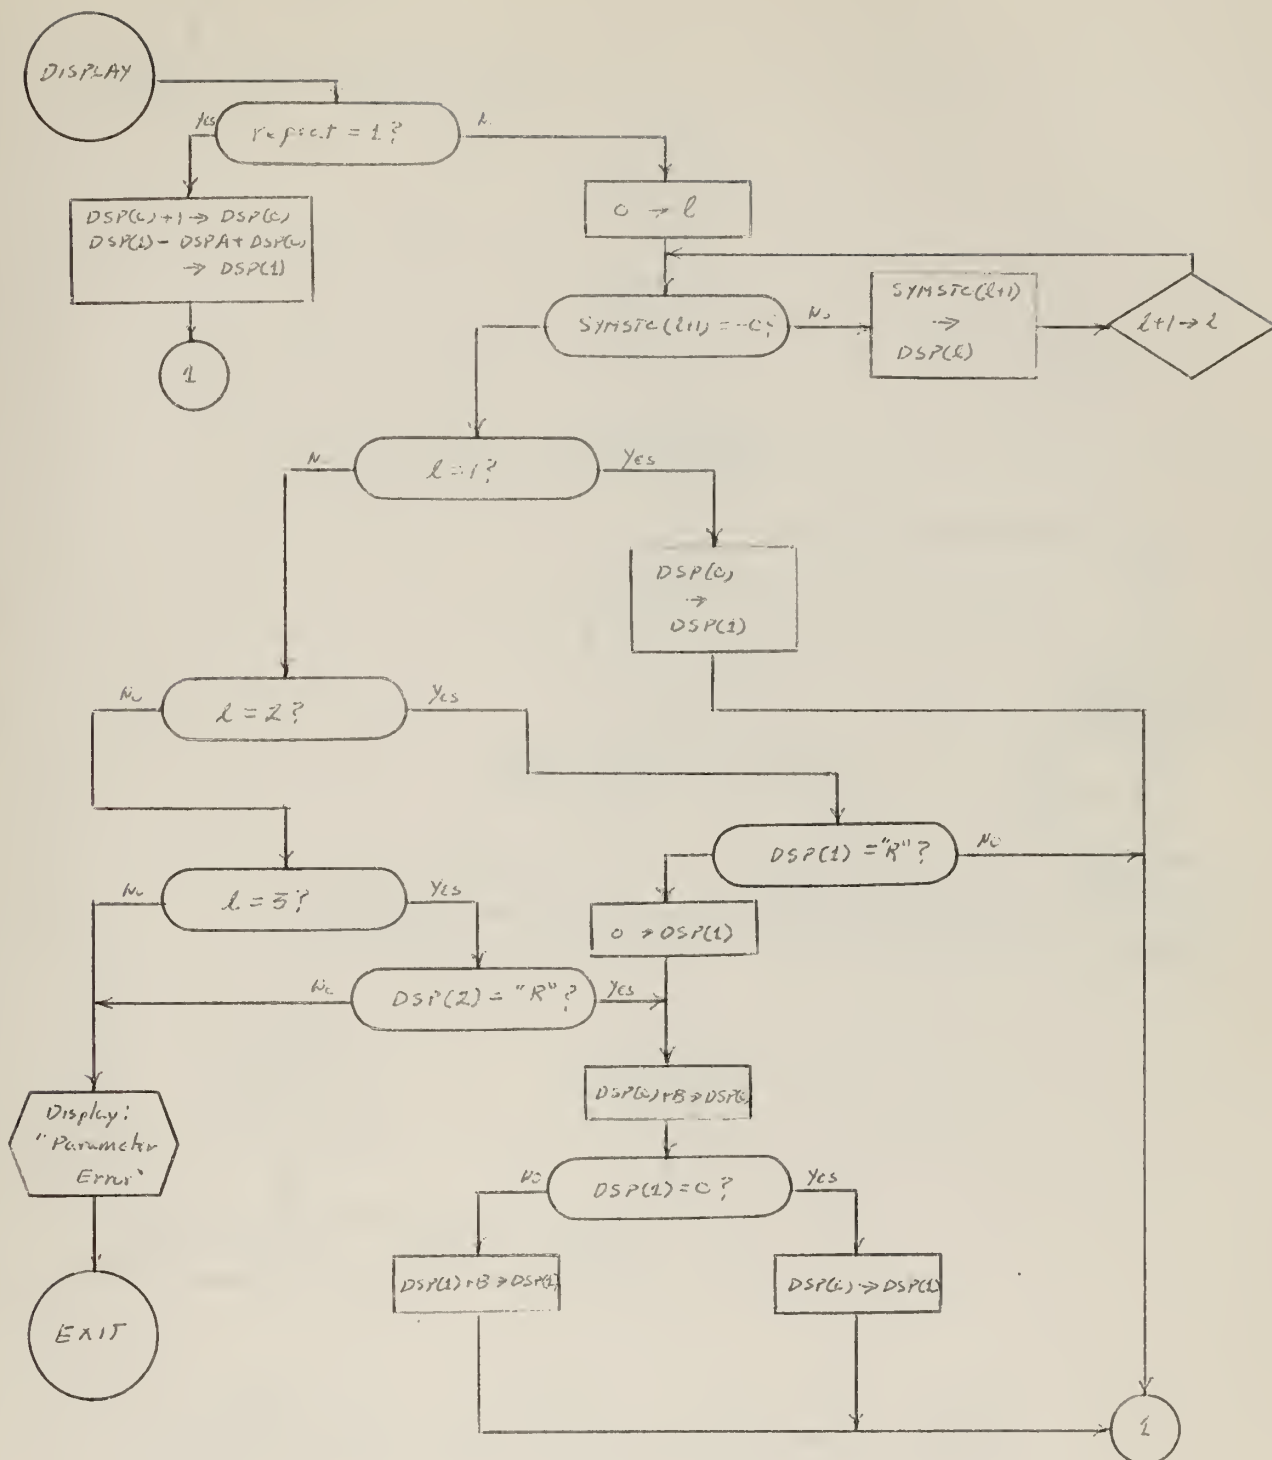 DISPLAY
repeat = 1?
Yes
DSP(0)+1 → DSP(0)
DSP(1) - DSPA + DSP(0)
→ DSP(1)
1
0 → l
SYMSTC(l+1) = -0?
No
SYMSTC(l+1)
→
DSP(l)
l+1 → l
l=1?
Yes
DSP(0)
→
DSP(1)
No
l = 2?
Yes
DSP(1) = "R"?
NO
No
l = 3?
Yes
0 → DSP(1)
No
DSP(2) = "R"?
Yes
DSP(0)+B → DSP(0)
Display:
"Parameter
Error"
NO
DSP(1)=0?
Yes
DSP(1)+B → DSP(1)
DSP(0) → DSP(1)
EXIT
1